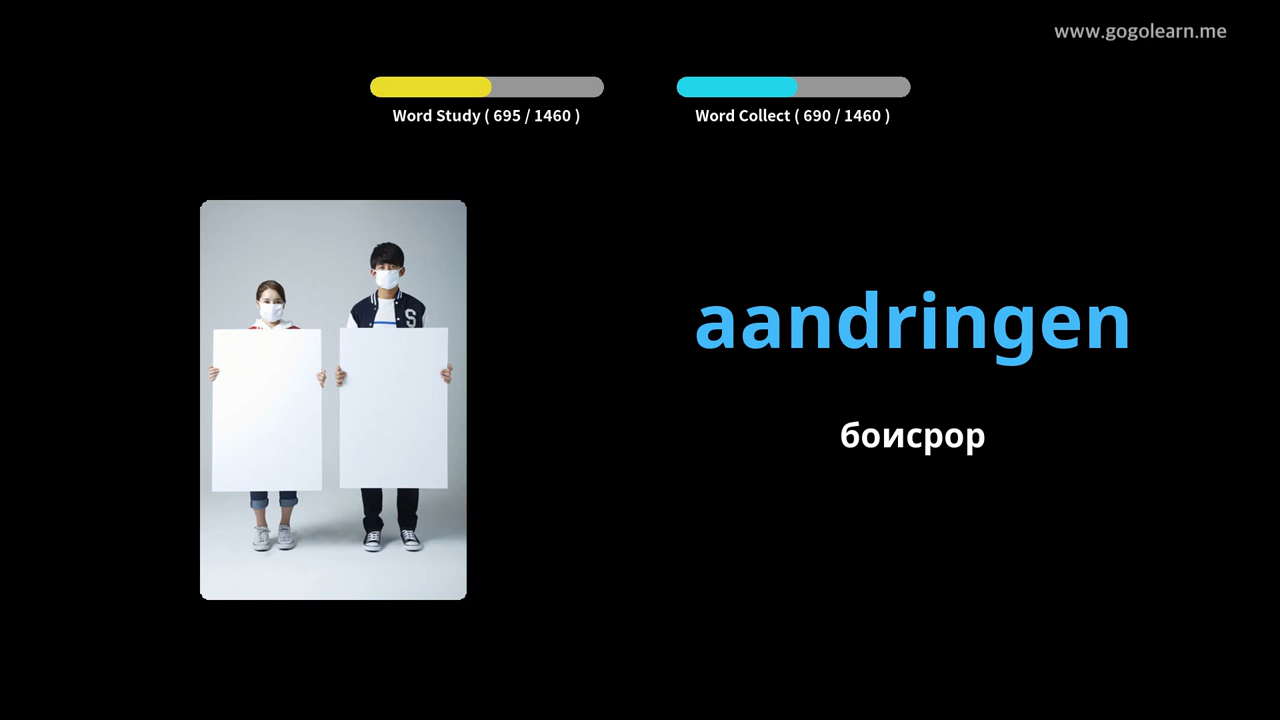 www.gogolearn.me
Word Study ( 695 / 1460 )
Word Collect ( 690 / 1460 )
S
aandringen
боисрор